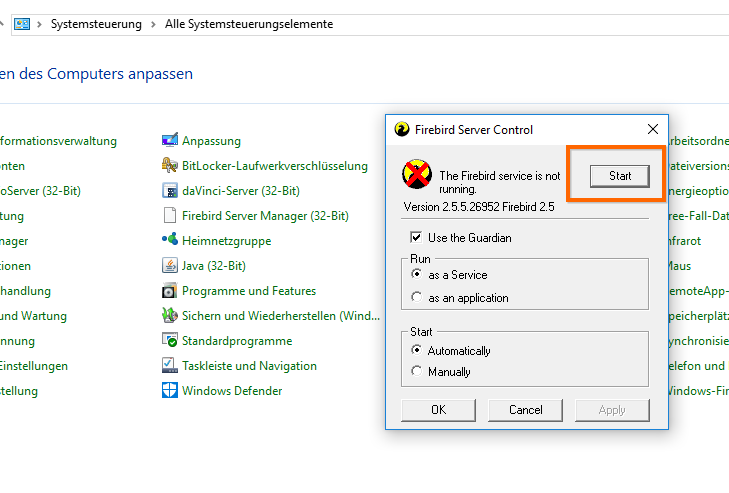 Systemsteuerung > Alle Systemsteuerungselemente
en des Computers anpassen
formationsverwaltung
onten
oServer (32-Bit)
tung
nager
ionen
handlung
und Wartung
nnung
Einstellungen
stellung
Anpassung
BitLocker-Laufwerkverschlüsselung
daVinci-Server (32-Bit)
Firebird Server Manager (32-Bit)
Heimnetzgruppe
Java (32-Bit)
Programme und Features
Sichern und Wiederherstellen (Wind...
Standardprogramme
Taskleiste und Navigation
Windows Defender
Firebird Server Control
The Firebird service is not
running.
Start
Version 2.5.5.26952 Firebird 2.5
Use the Guardian
Run
as a Service
as an application
Start
Automatically
Manually
OK
Cancel
Apply
rbeitsordne
ateiversions
nergieoptio
ree-Fall-Dat
nfrarot
Maus
emoteApp-
peicherplätz
ynchronisie
elefon und
Windows-Fir